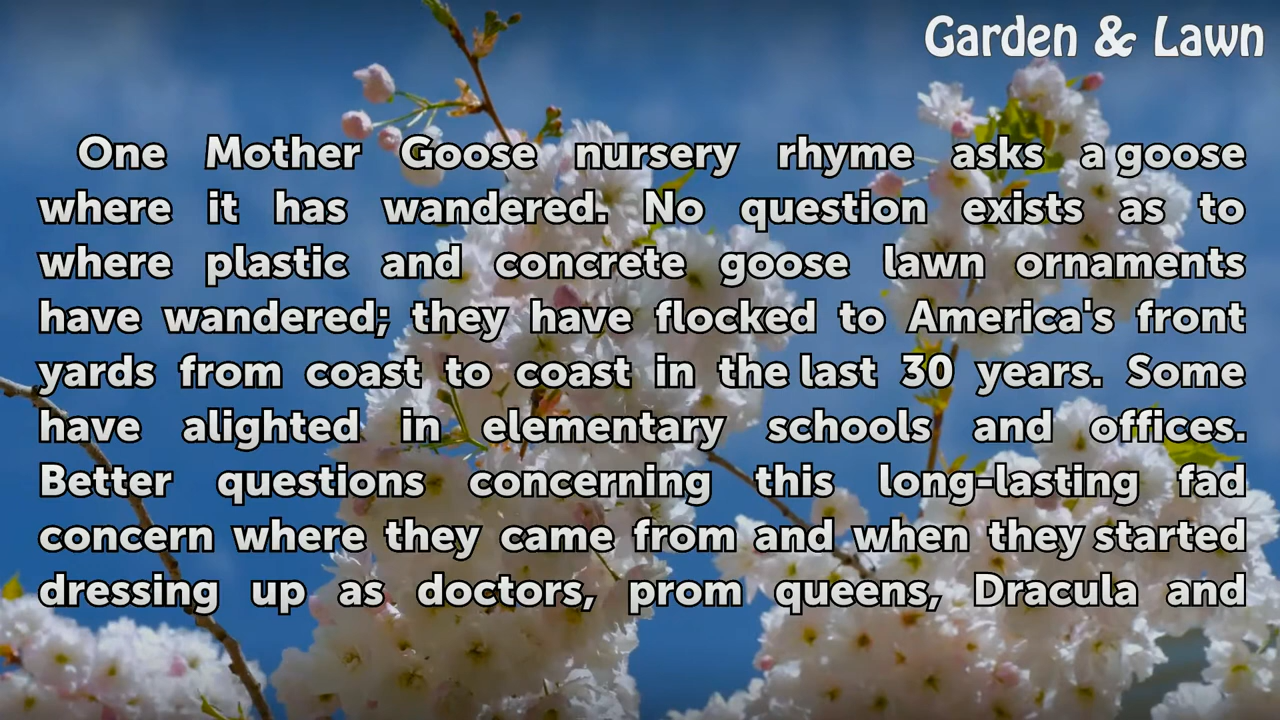 Garden & Lawn
One Mother Goose nursery rhyme asks a goose
where it has wandered. No question exists as to
where plastic and concrete goose lawn ornaments
have wandered; they have flocked to America's front
yards from coast to coast in the last 30 years. Some
have alighted in elementary schools and offices.
Better questions concerning this long-lasting fad
concern where they came from and when they started
dressing up as doctors, prom queens, Dracula and